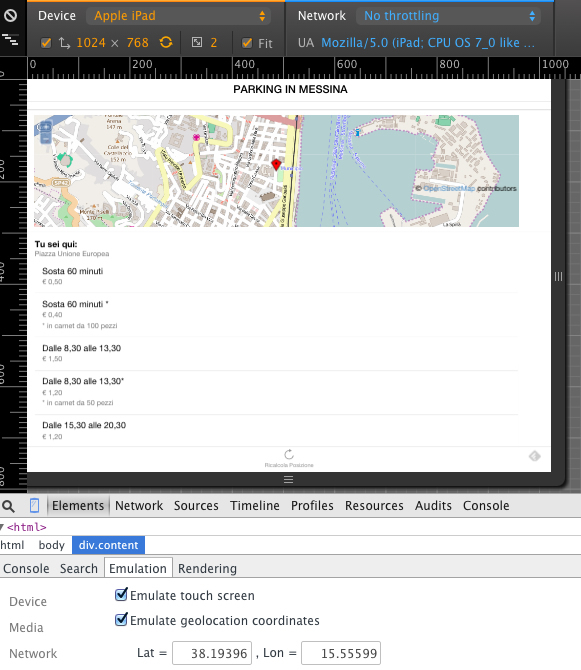 Device Apple iPad Network No throttling
1024 × 768 2 Fit UA Mozilla/5.0 (iPad; CPU OS 7_0 like ...
0 200 400 600 800 1000
PARKING IN MESSINA
147 m
Colle del
152 m
© OpenStreetMap contributors
Tu sei qui:
Piazza Unione Europea
Sosta 60 minuti
€ 0,50
Sosta 60 minuti *
€ 0,40
* in carnet da 100 pezzi
Dalle 8,30 alle 13,30
€ 1,50
Dalle 8,30 alle 13,30*
€ 1,20
* in carnet da 50 pezzi
Dalle 15,30 alle 20,30
€ 1,20
Ricalcola Posizione
Elements Network Sources Timeline Profiles Resources Audits Console
<html>
html body div.content
Console Search Emulation Rendering
Device Emulate touch screen
Media Emulate geolocation coordinates
Network Lat = 38.19396 , Lon = 15.55599